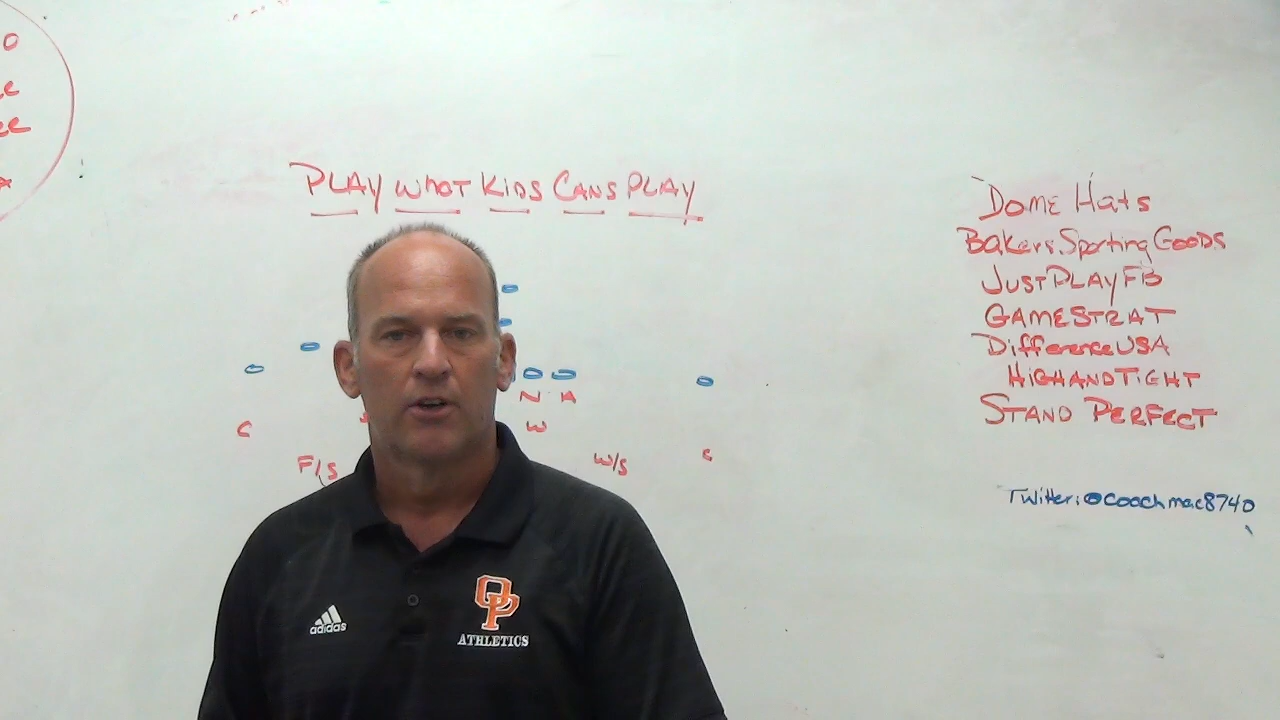 PLAY WHAT KIDS CANS PLAY
DOME Hats
Bakers Sporting GOODS
JUSTPLAYFB
GAMESTRAT
DifferenceUSA
HIGHANDTIGHT
STAND PERFECT
Twitter:@coachmac8740
N A
W
C
F/S
W/S
C
adidas
OP
ATHLETICS